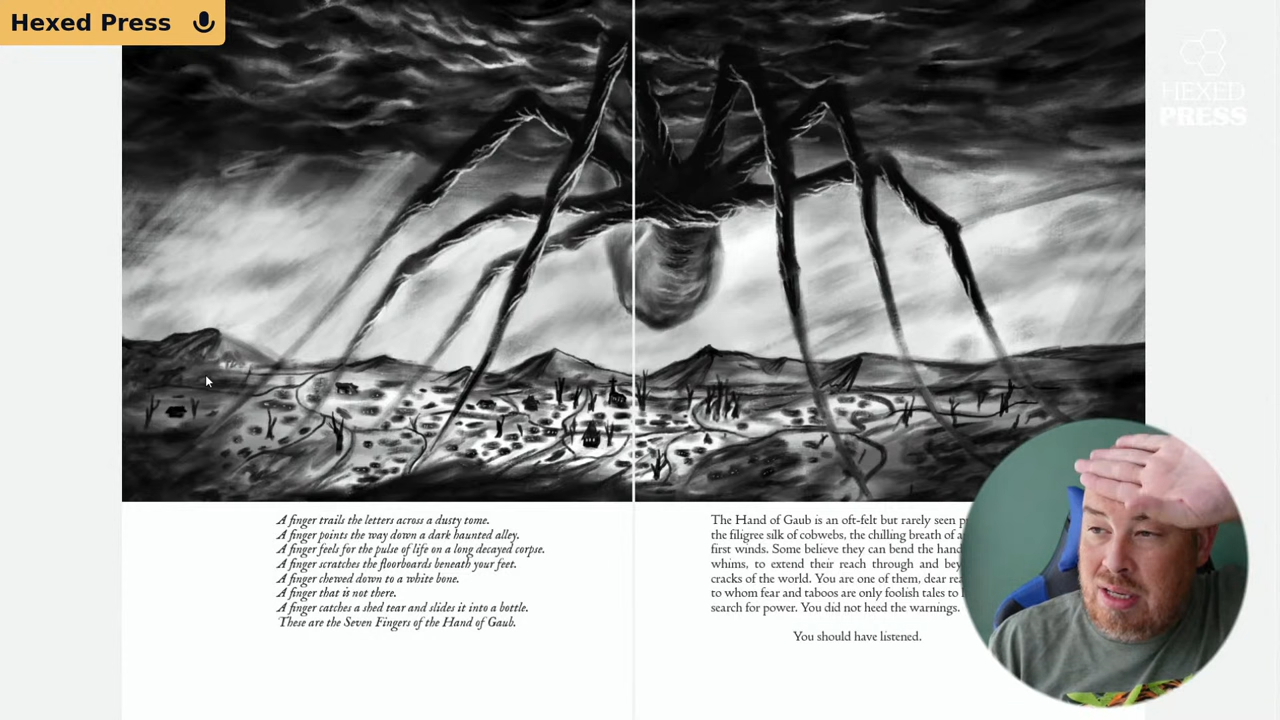 Hexed Press
HEXED
PRESS
A finger trails the letters across a dusty tome.
A finger points the way down a dark haunted alley.
A finger feels for the pulse of life on a long decayed corpse.
A finger scratches the floorboards beneath your feet.
A finger chewed down to a white bone.
A finger that is not there.
A finger catches a shed tear and slides it into a bottle.
These are the Seven Fingers of the Hand of Gaub.
The Hand of Gaub is an oft-felt but rarely seen
the filigree silk of cobwebs, the chilling breath of
first winds. Some believe they can bend the hand
whims, to extend their reach through and
cracks of the world. You are one of them, dear
to whom fear and taboos are only foolish tales to
search for power. You did not heed the warnings.
You should have listened.